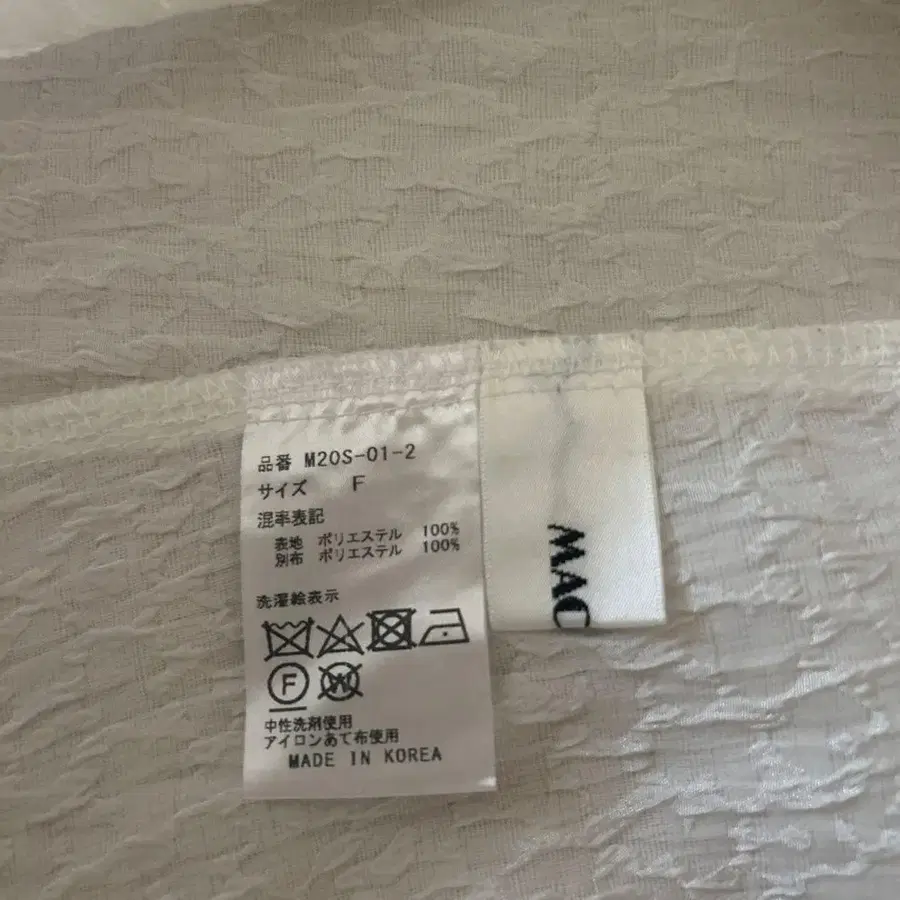 品番 M20S-01-2
サイズ F
混率表記
表地 ポリエステル 100%
別布 ポリエステル 100%
洗濯絵表示
F
W
中性洗剤使用
アイロンあて布使用
MADE IN KOREA
MAC